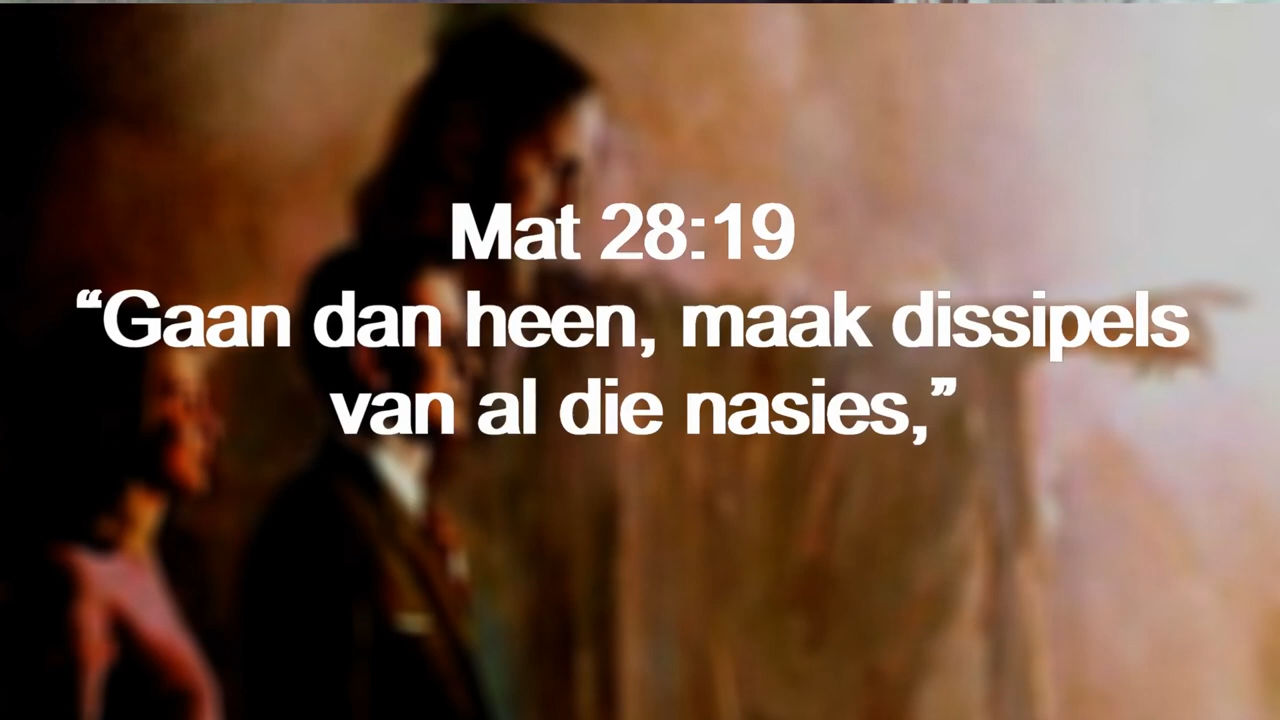 Mat 28:19
“Gaan dan heen, maak dissipels
van al die nasies,”